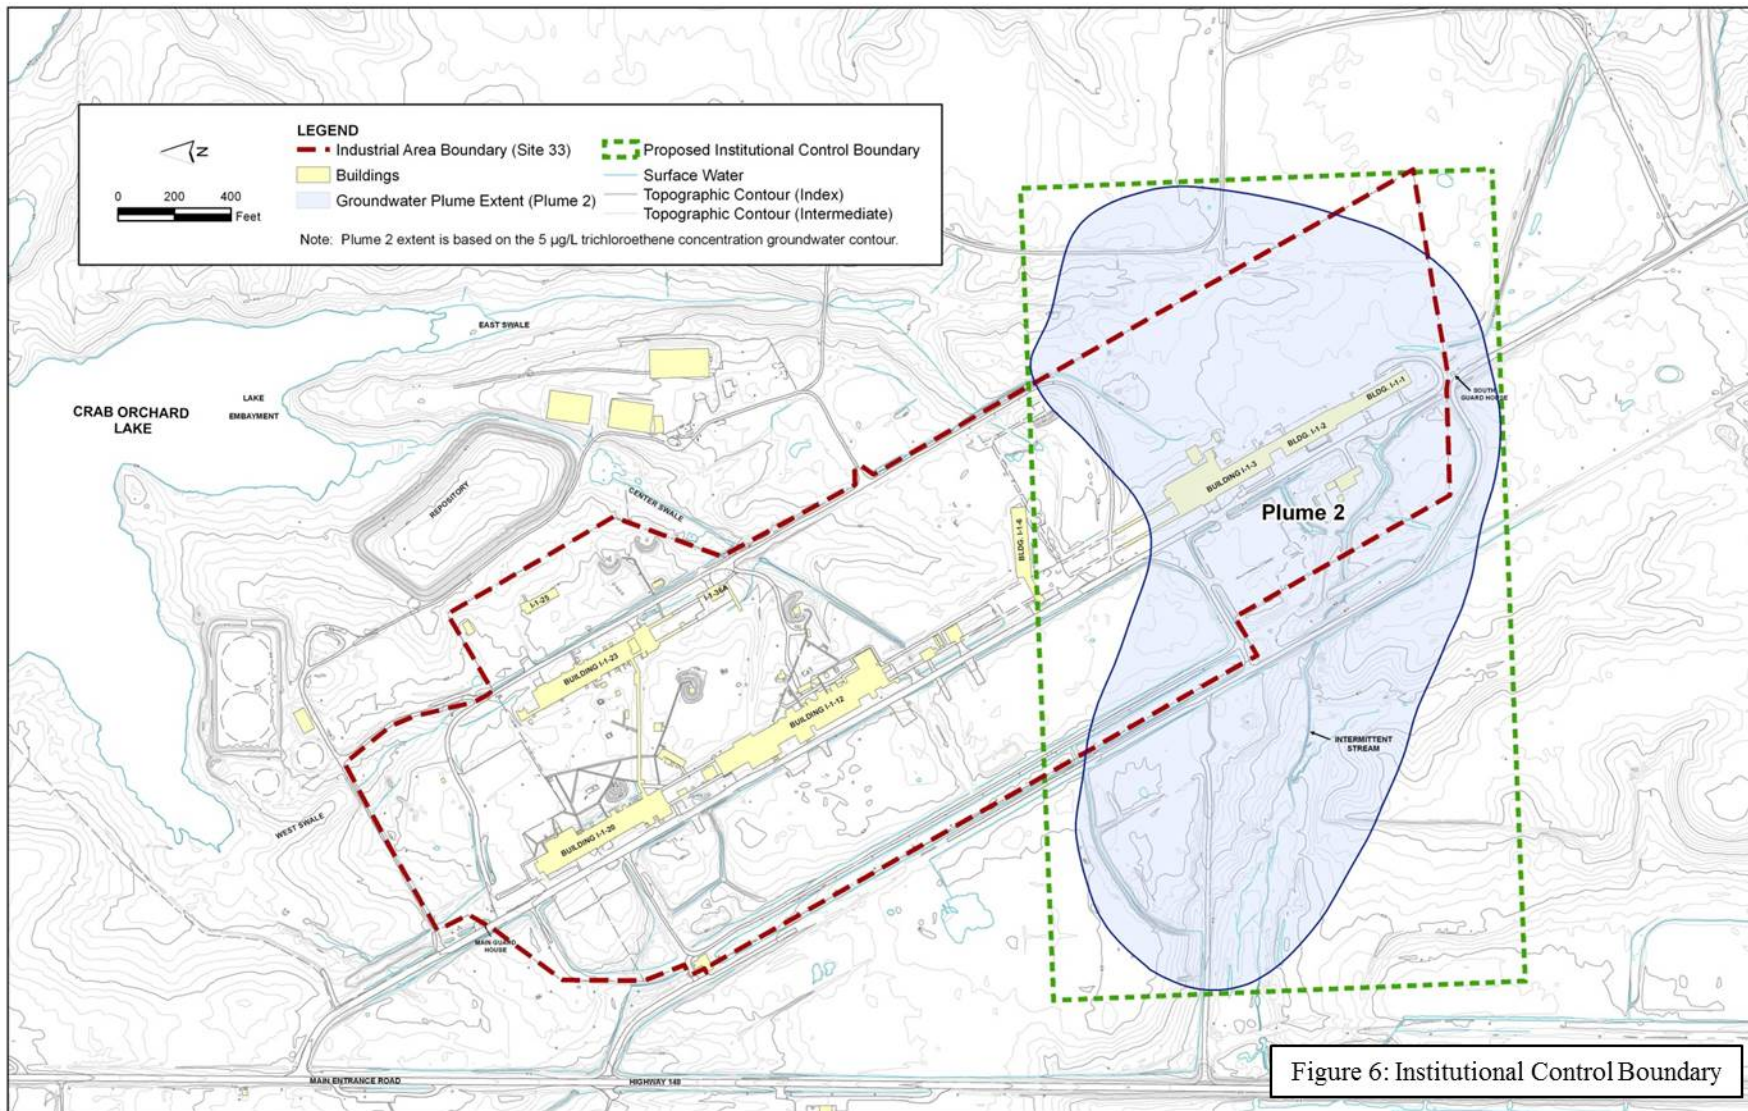 LEGEND
Industrial Area Boundary (Site 33)
Buildings
Groundwater Plume Extent (Plume 2)
Proposed Institutional Control Boundary
Surface Water
Topographic Contour (Index)
Topographic Contour (Intermediate)
N
0 200 400
Feet
Note: Plume 2 extent is based on the 5 µg/L trichloroethene concentration groundwater contour.
EAST SWALE
CRAB ORCHARD
LAKE
LAKE
EMBAYMENT
REPOSITORY
CENTER SWALE
BLDG. I-1-1
BLDG. I-1-2
BUILDING I-1-3
SOUTH
GUARD HOUSE
Plume 2
BLDG. I-1-6
I-1-25
I-1-36A
BUILDING I-1-23
BUILDING I-1-12
BUILDING I-1-20
INTERMITTENT
STREAM
WEST SWALE
MAIN GUARD
HOUSE
MAIN ENTRANCE ROAD
HIGHWAY 148
Figure 6: Institutional Control Boundary